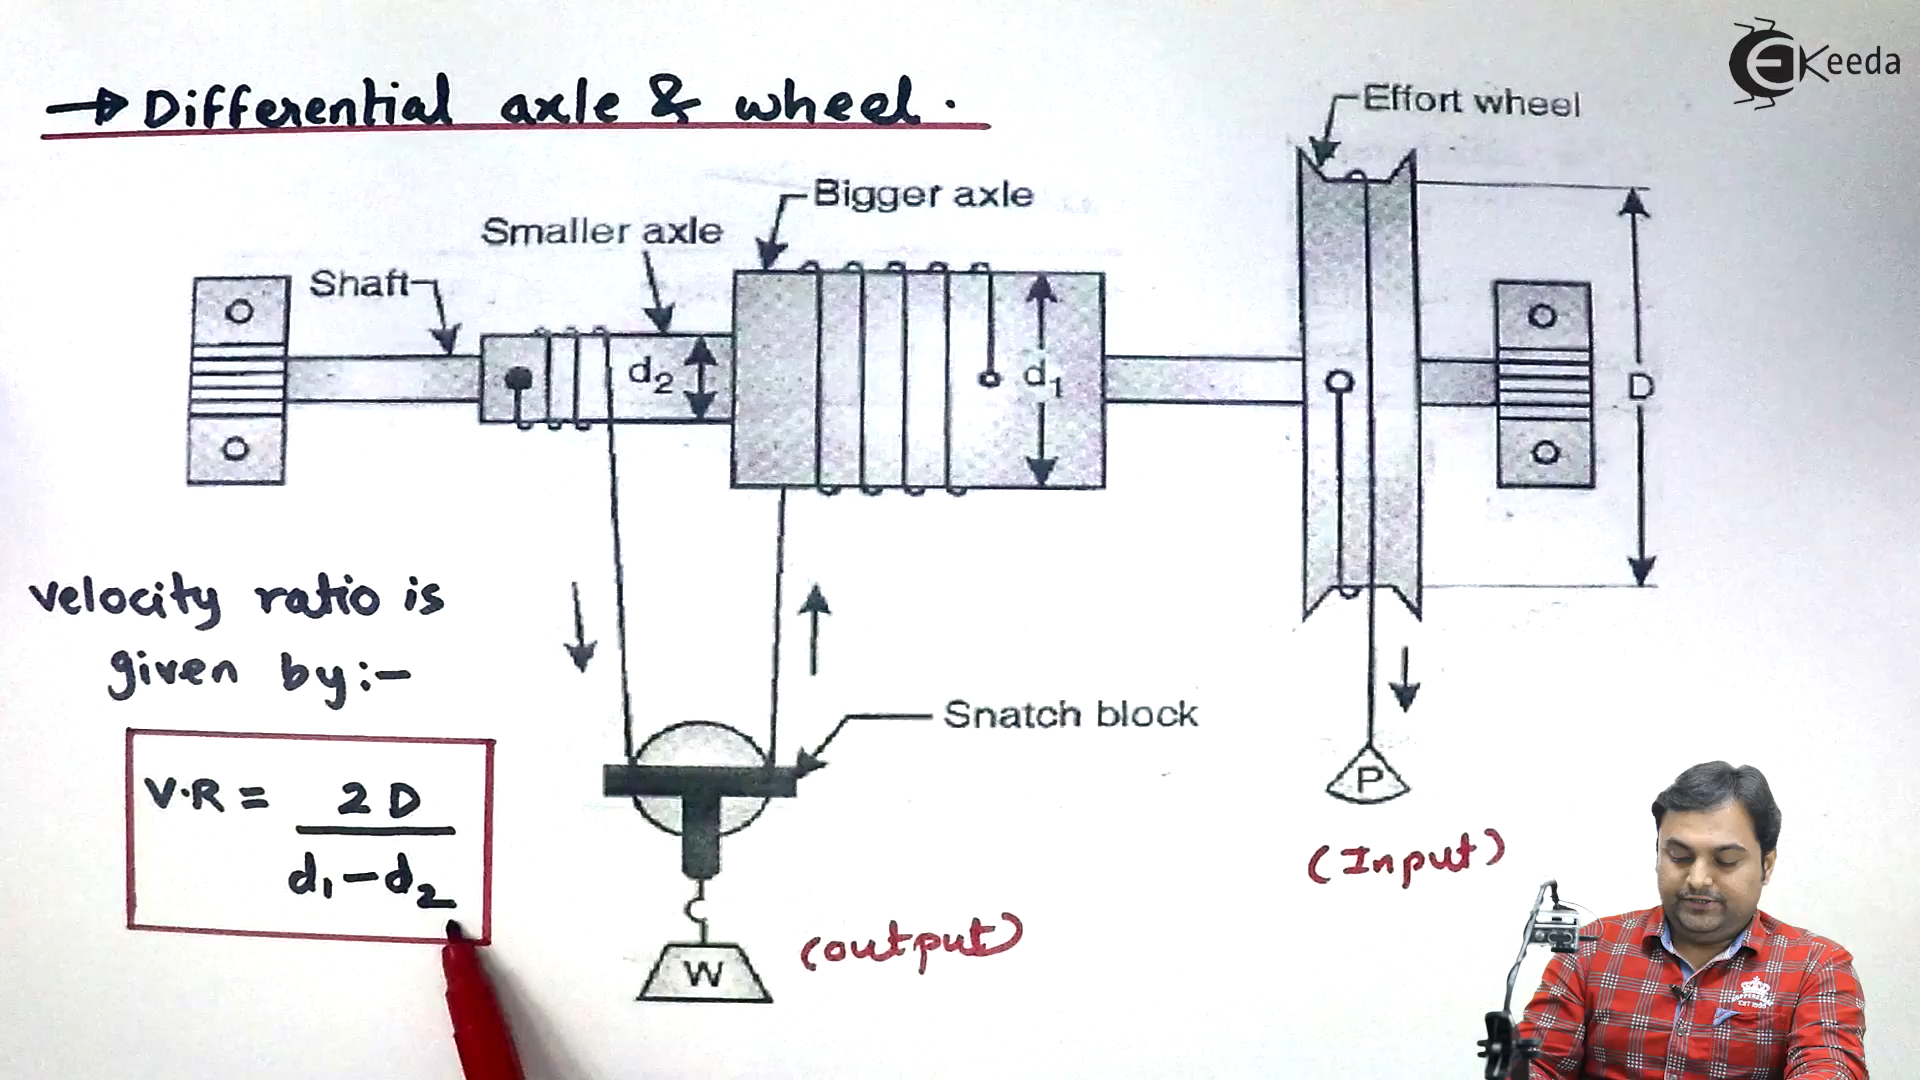 → Differential axle & wheel.
Ekeeda
Effort wheel
Bigger axle
Smaller axle
Shaft
d2
d1
D
velocity ratio is
given by:-
V.R = 2D
d1-d2
Snatch block
P
(Input)
(output)
W